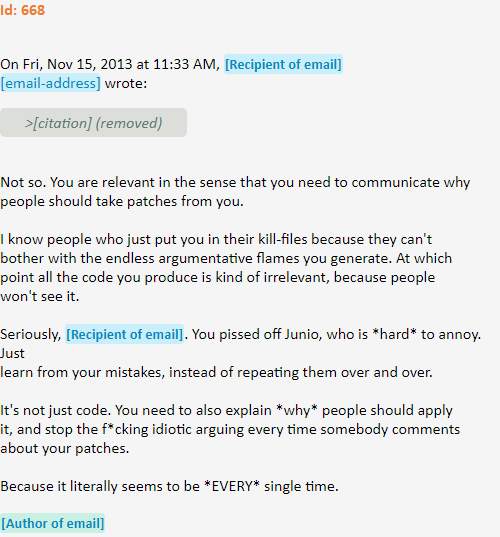 Id: 668
On Fri, Nov 15, 2013 at 11:33 AM, [Recipient of email]
[email-address] wrote:
>[citation] (removed)
Not so. You are relevant in the sense that you need to communicate why
people should take patches from you.
I know people who just put you in their kill-files because they can't
bother with the endless argumentative flames you generate. At which
point all the code you produce is kind of irrelevant, because people
won't see it.
Seriously, [Recipient of email]. You pissed off Junio, who is *hard* to annoy.
Just
learn from your mistakes, instead of repeating them over and over.
It's not just code. You need to also explain *why* people should apply
it, and stop the f*cking idiotic arguing every time somebody comments
about your patches.
Because it literally seems to be *EVERY* single time.
[Author of email]